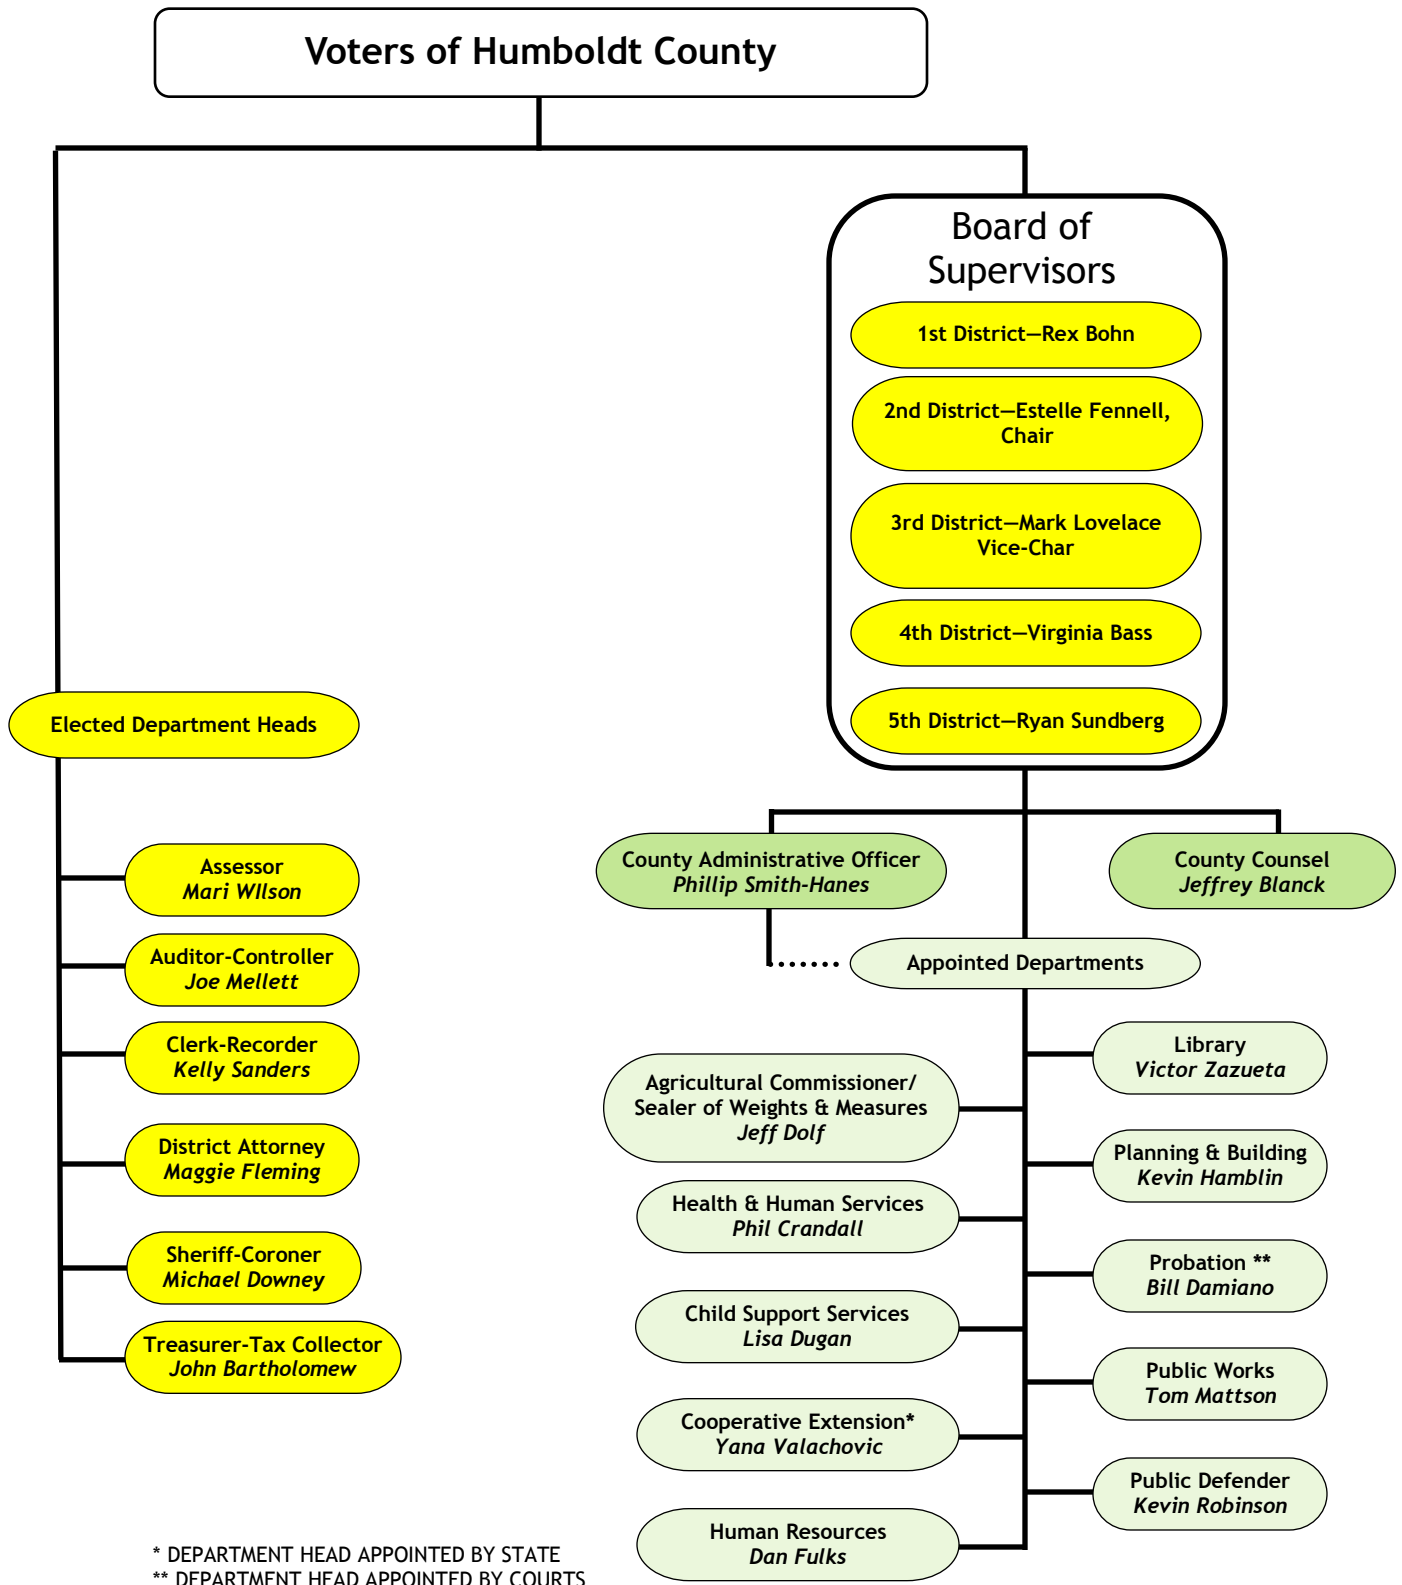 Voters of Humboldt County
Board of
Supervisors
1st District—Rex Bohn
2nd District—Estelle Fennell,
Chair
3rd District—Mark Lovelace
Vice-Char
4th District—Virginia Bass
5th District—Ryan Sundberg
Elected Department Heads
Assessor
Mari WIlson
Auditor-Controller
Joe Mellett
Clerk-Recorder
Kelly Sanders
District Attorney
Maggie Fleming
Sheriff-Coroner
Michael Downey
Treasurer-Tax Collector
John Bartholomew
County Administrative Officer
Phillip Smith-Hanes
County Counsel
Jeffrey Blanck
Appointed Departments
Agricultural Commissioner/
Sealer of Weights & Measures
Jeff Dolf
Health & Human Services
Phil Crandall
Child Support Services
Lisa Dugan
Cooperative Extension*
Yana Valachovic
Human Resources
Dan Fulks
Library
Victor Zazueta
Planning & Building
Kevin Hamblin
Probation **
Bill Damiano
Public Works
Tom Mattson
Public Defender
Kevin Robinson
* DEPARTMENT HEAD APPOINTED BY STATE
** DEPARTMENT HEAD APPOINTED BY COURTS